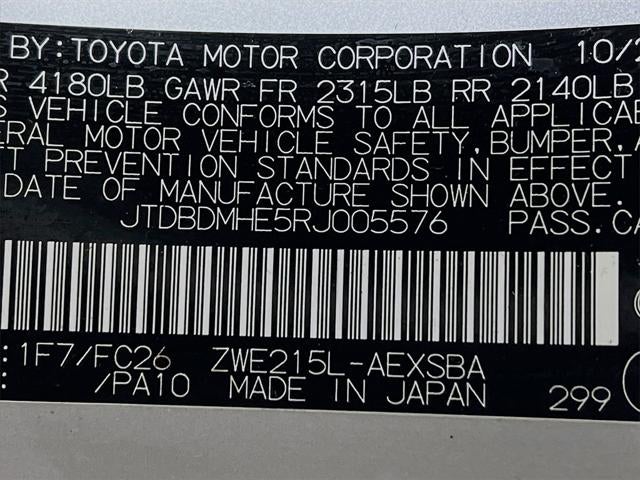 BY: TOYOTA MOTOR CORPORATION 10/2
R 4180LB GAWR FR 2315LB RR 2140LB
S VEHICLE CONFORMS TO ALL APPLICAB
ERAL MOTOR VEHICLE SAFETY, BUMPER, A
T PREVENTION STANDARDS IN EFFECT
DATE OF MANUFACTURE SHOWN ABOVE.
JTDBDMHE5RJ005576 PASS.CA
: 1F7/FC26 ZWE215L-AEXSBA
: /PA10 MADE IN JAPAN 299